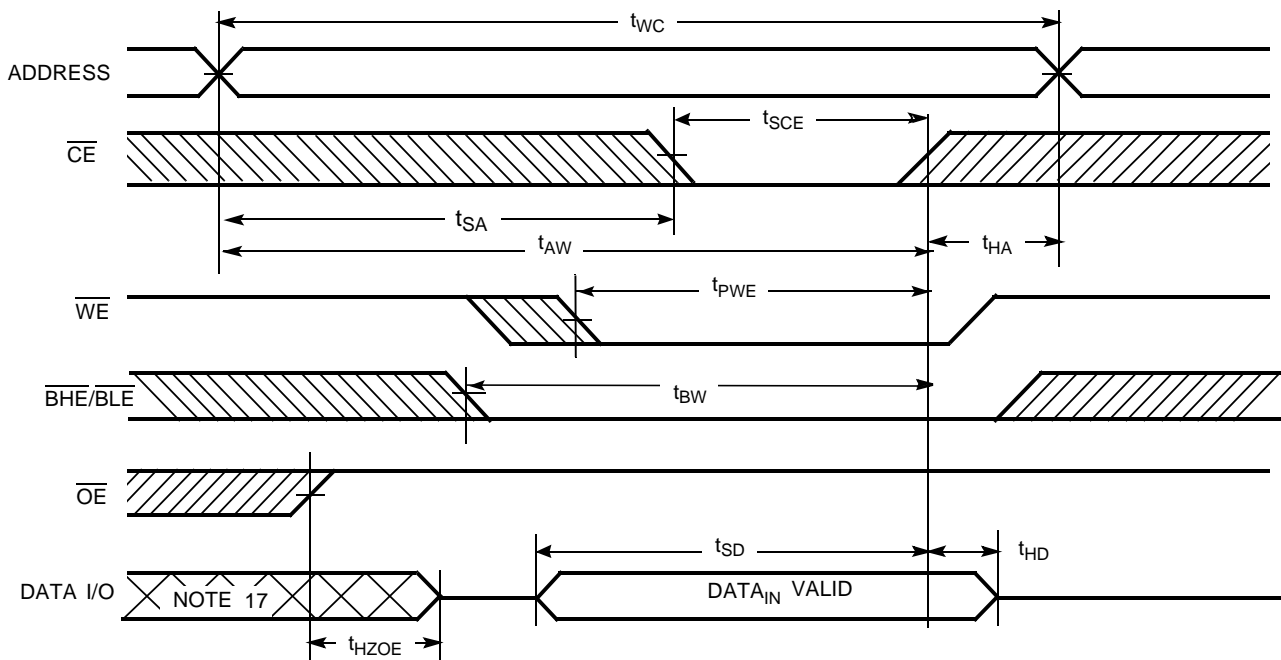 tWC
ADDRESS
tSCE
CE
tSA
tAW
tHA
tPWE
WE
BHE/BLE
tBW
OE
tSD
tHD
DATA I/O
NOTE 17
DATAIN VALID
tHZOE